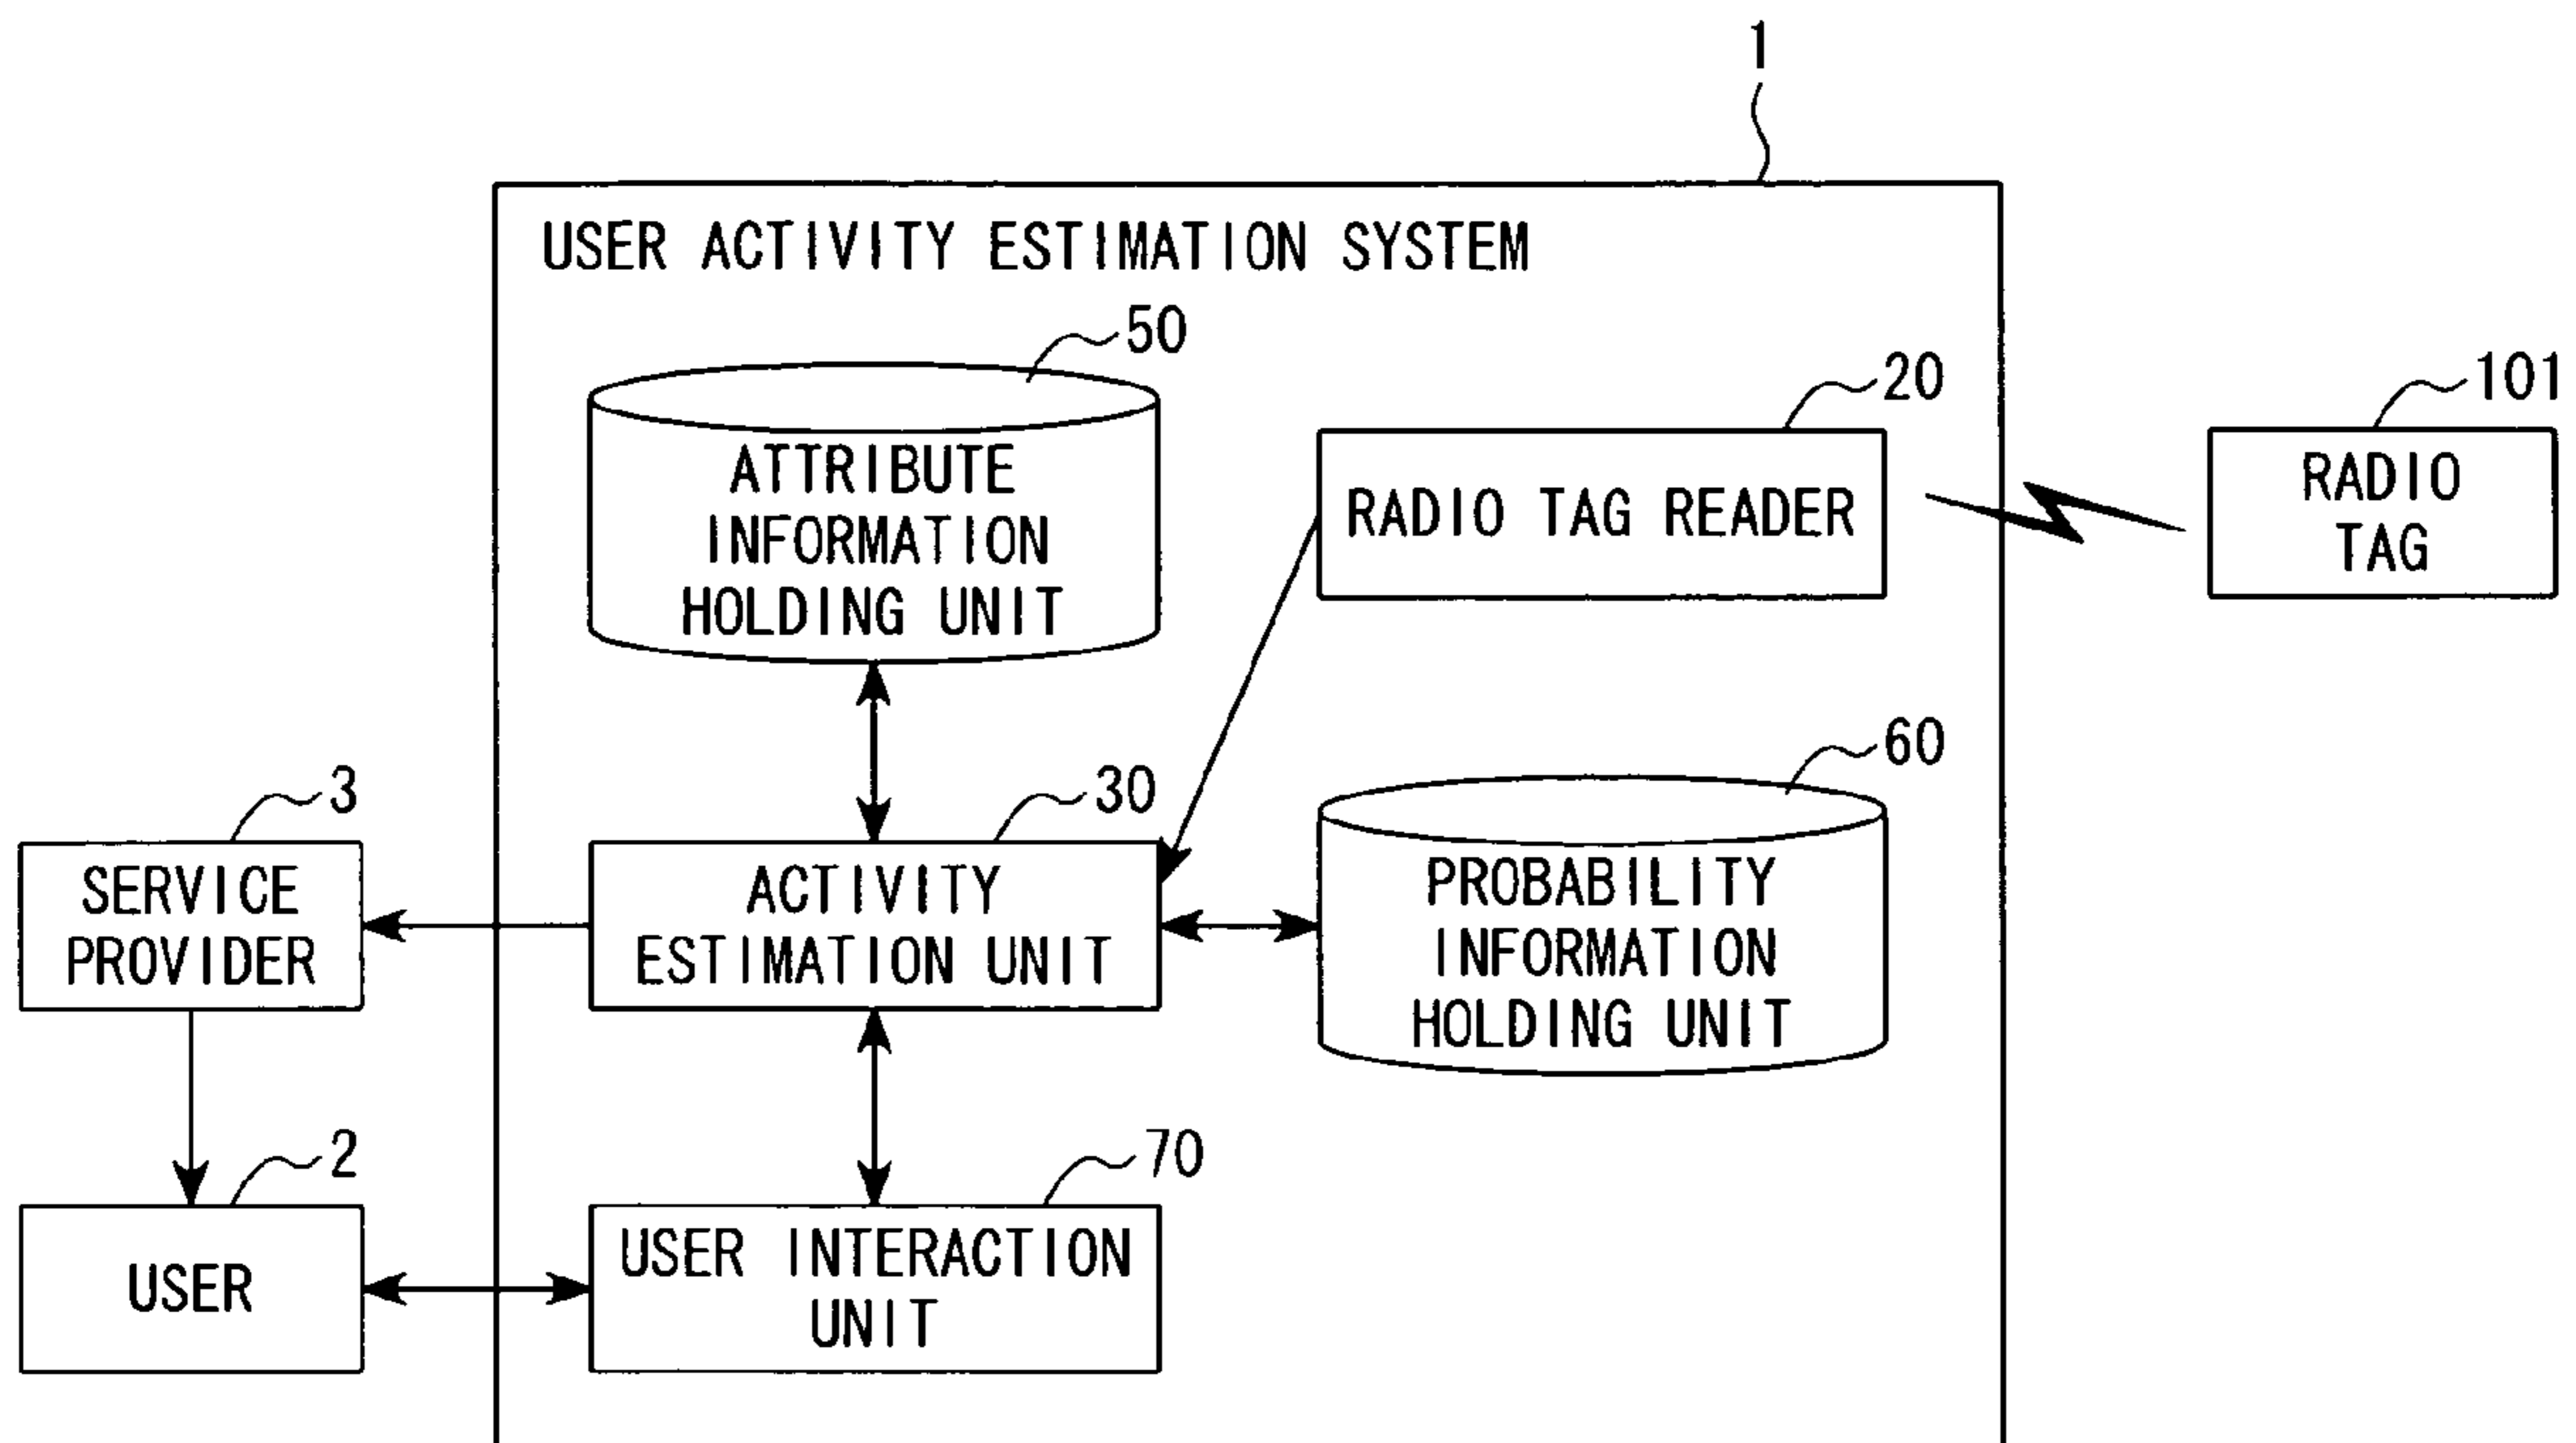 1
USER ACTIVITY ESTIMATION SYSTEM
50
ATTRIBUTE
INFORMATION
HOLDING UNIT
20
RADIO TAG READER
101
RADIO
TAG
3
SERVICE
PROVIDER
30
ACTIVITY
ESTIMATION UNIT
60
PROBABILITY
INFORMATION
HOLDING UNIT
2
USER
70
USER INTERACTION
UNIT